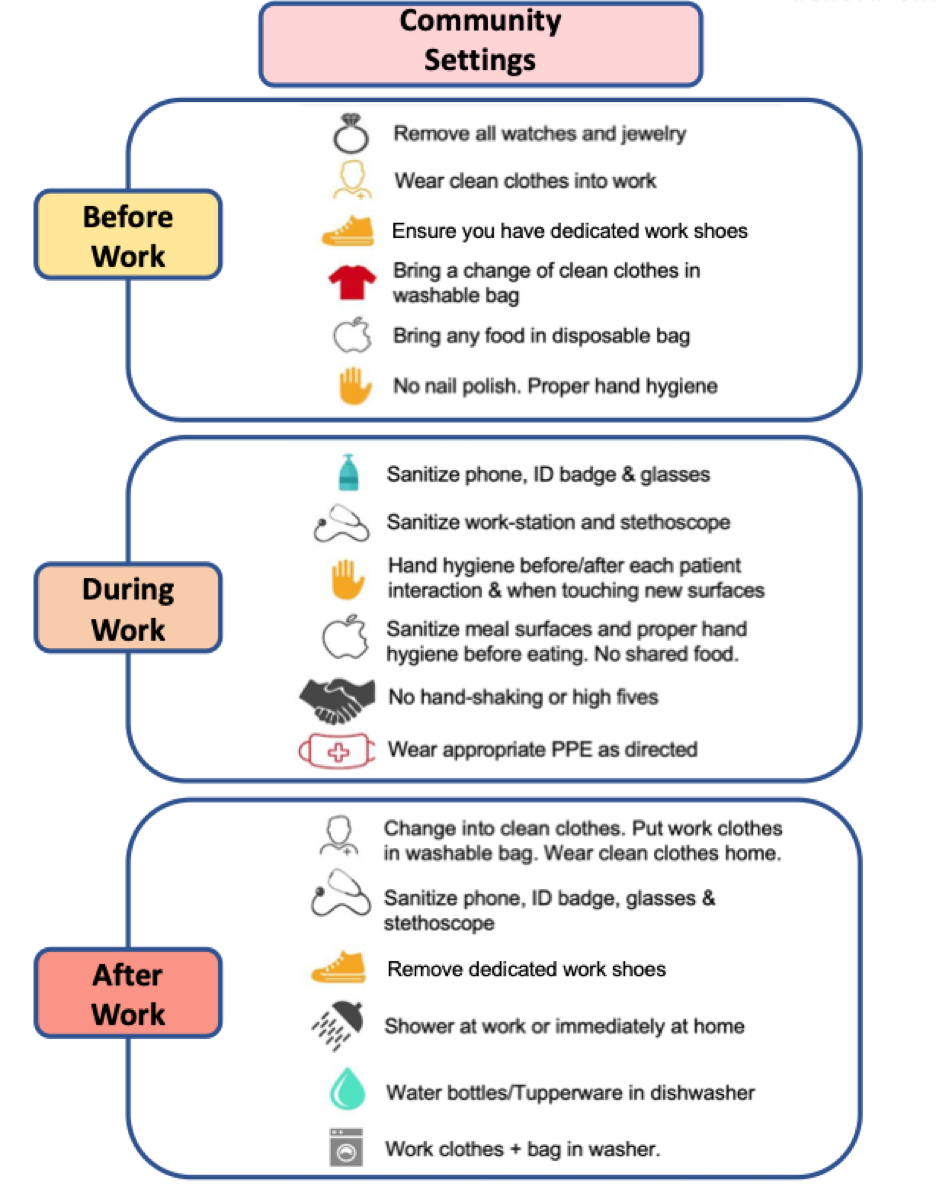 Community
Settings
Before
Work
Remove all watches and jewelry
Wear clean clothes into work
Ensure you have dedicated work shoes
Bring a change of clean clothes in
washable bag
Bring any food in disposable bag
No nail polish. Proper hand hygiene
During
Work
Sanitize phone, ID badge & glasses
Sanitize work-station and stethoscope
Hand hygiene before/after each patient
interaction & when touching new surfaces
Sanitize meal surfaces and proper hand
hygiene before eating. No shared food.
No hand-shaking or high fives
Wear appropriate PPE as directed
After
Work
Change into clean clothes. Put work clothes
in washable bag. Wear clean clothes home.
Sanitize phone, ID badge, glasses &
stethoscope
Remove dedicated work shoes
Shower at work or immediately at home
Water bottles/Tupperware in dishwasher
Work clothes + bag in washer.